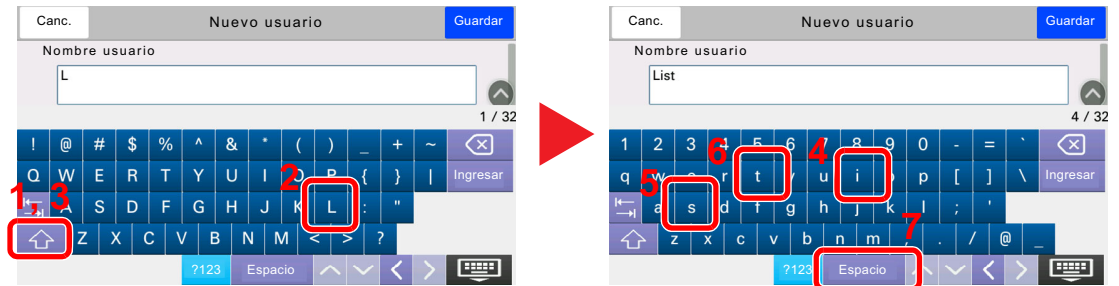 Canc. Nuevo usuario Guardar
Nombre usuario
L
1 / 32
! @ # $ % ^ & * ( ) _ + ~
Q W E R T Y U I O P { } | Ingresar
A S D F G H J K L : "
Z X C V B N M < > ?
?123 Espacio
1, 3
2
Canc. Nuevo usuario Guardar
Nombre usuario
List
4 / 32
1 2 3 4 5 6 7 8 9 0 - = `
q w e r t y u i o p [ ] \ Ingresar
a s d f g h j k l ; '
z x c v b n m , . / @ _
?123 Espacio
6
4
5
7